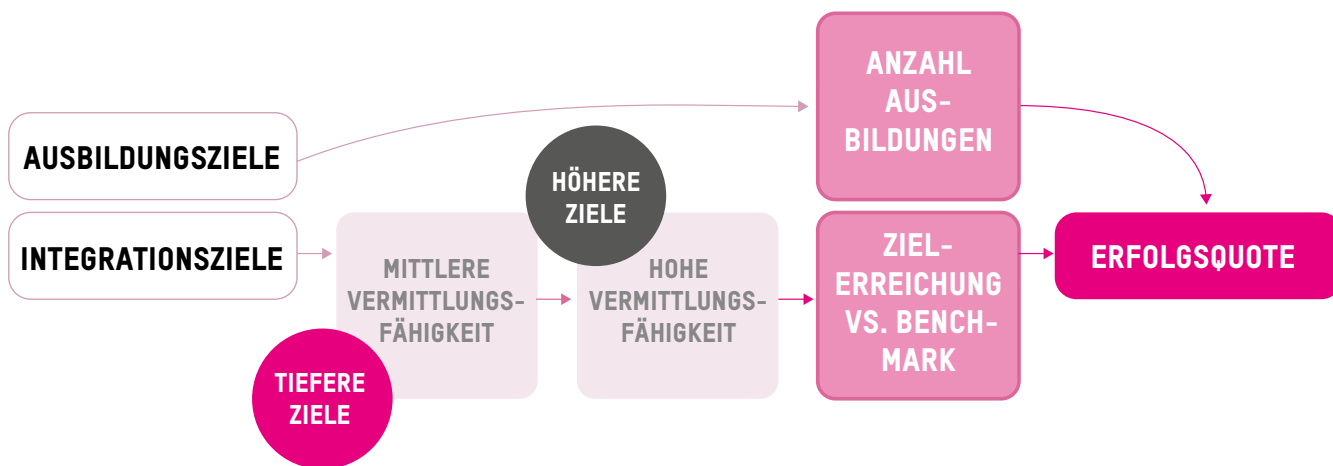 AUSBILDUNGSZIELE
INTEGRATIONSZIELE
TIEFERE
ZIELE
MITTLERE
VERMITTLUNGS-
FÄHIGKEIT
HÖHERE
ZIELE
HOHE
VERMITTLUNGS-
FÄHIGKEIT
ANZAHL
AUS-
BILDUNGEN
ZIEL-
ERREICHUNG
VS. BENCH-
MARK
ERFOLGSQUOTE